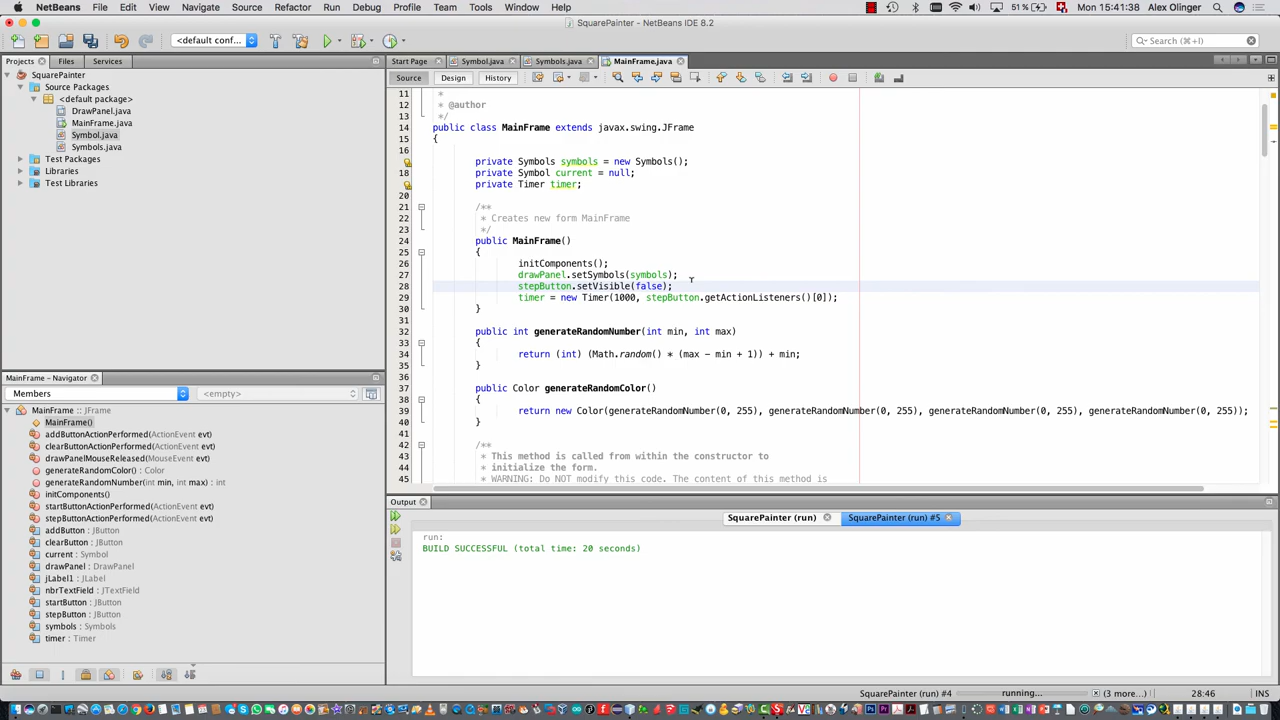 NetBeans File Edit View Navigate Source Refactor Run Debug Profile Team Tools Window Help 51 % Mo 15:41:38 Alex Olinger
SquarePainter - NetBeans IDE 8.2
<default conf... Search (⌘+I)
Projects Files Services
Start Page Symbol.java Symbols.java MainFrame.java
SquarePainter
Source Packages
<default package>
DrawPanel.java
MainFrame.java
Symbol.java
Symbols.java
Test Packages
Libraries
Test Libraries
Source Design History
11 *
12 * @author
13 */
14 public class MainFrame extends javax.swing.JFrame
15 {
16
private Symbols symbols = new Symbols();
18 private Symbol current = null;
private Timer timer;
20
21 /**
22 * Creates new form MainFrame
23 */
24 public MainFrame()
25 {
26 initComponents();
27 drawPanel.setSymbols(symbols);
28 stepButton.setVisible(false);
29 timer = new Timer(1000, stepButton.getActionListeners()[0]);
30 }
31
32 public int generateRandomNumber(int min, int max)
33 {
34 return (int) (Math.random() * (max - min + 1)) + min;
35 }
36
37 public Color generateRandomColor()
38 {
39 return new Color(generateRandomNumber(0, 255), generateRandomNumber(0, 255), generateRandomNumber(0, 255), generateRandomNumber(0, 255));
40 }
41
42 /**
43 * This method is called from within the constructor to
44 * initialize the form.
45 * WARNING: Do NOT modify this code. The content of this method is
MainFrame - Navigator
Members <empty>
MainFrame :: JFrame
MainFrame()
addButtonActionPerformed(ActionEvent evt)
clearButtonActionPerformed(ActionEvent evt)
drawPanelMouseReleased(MouseEvent evt)
generateRandomColor() : Color
generateRandomNumber(int min, int max) : int
initComponents()
startButtonActionPerformed(ActionEvent evt)
stepButtonActionPerformed(ActionEvent evt)
addButton : JButton
clearButton : JButton
current : Symbol
drawPanel : DrawPanel
jLabel1 : JLabel
nbrTextField : JTextField
startButton : JButton
stepButton : JButton
symbols : Symbols
timer : Timer
Output
SquarePainter (run) SquarePainter (run) #5
run:
BUILD SUCCESSFUL (total time: 20 seconds)
SquarePainter (run) #4 running... (3 more...) 28:46 INS